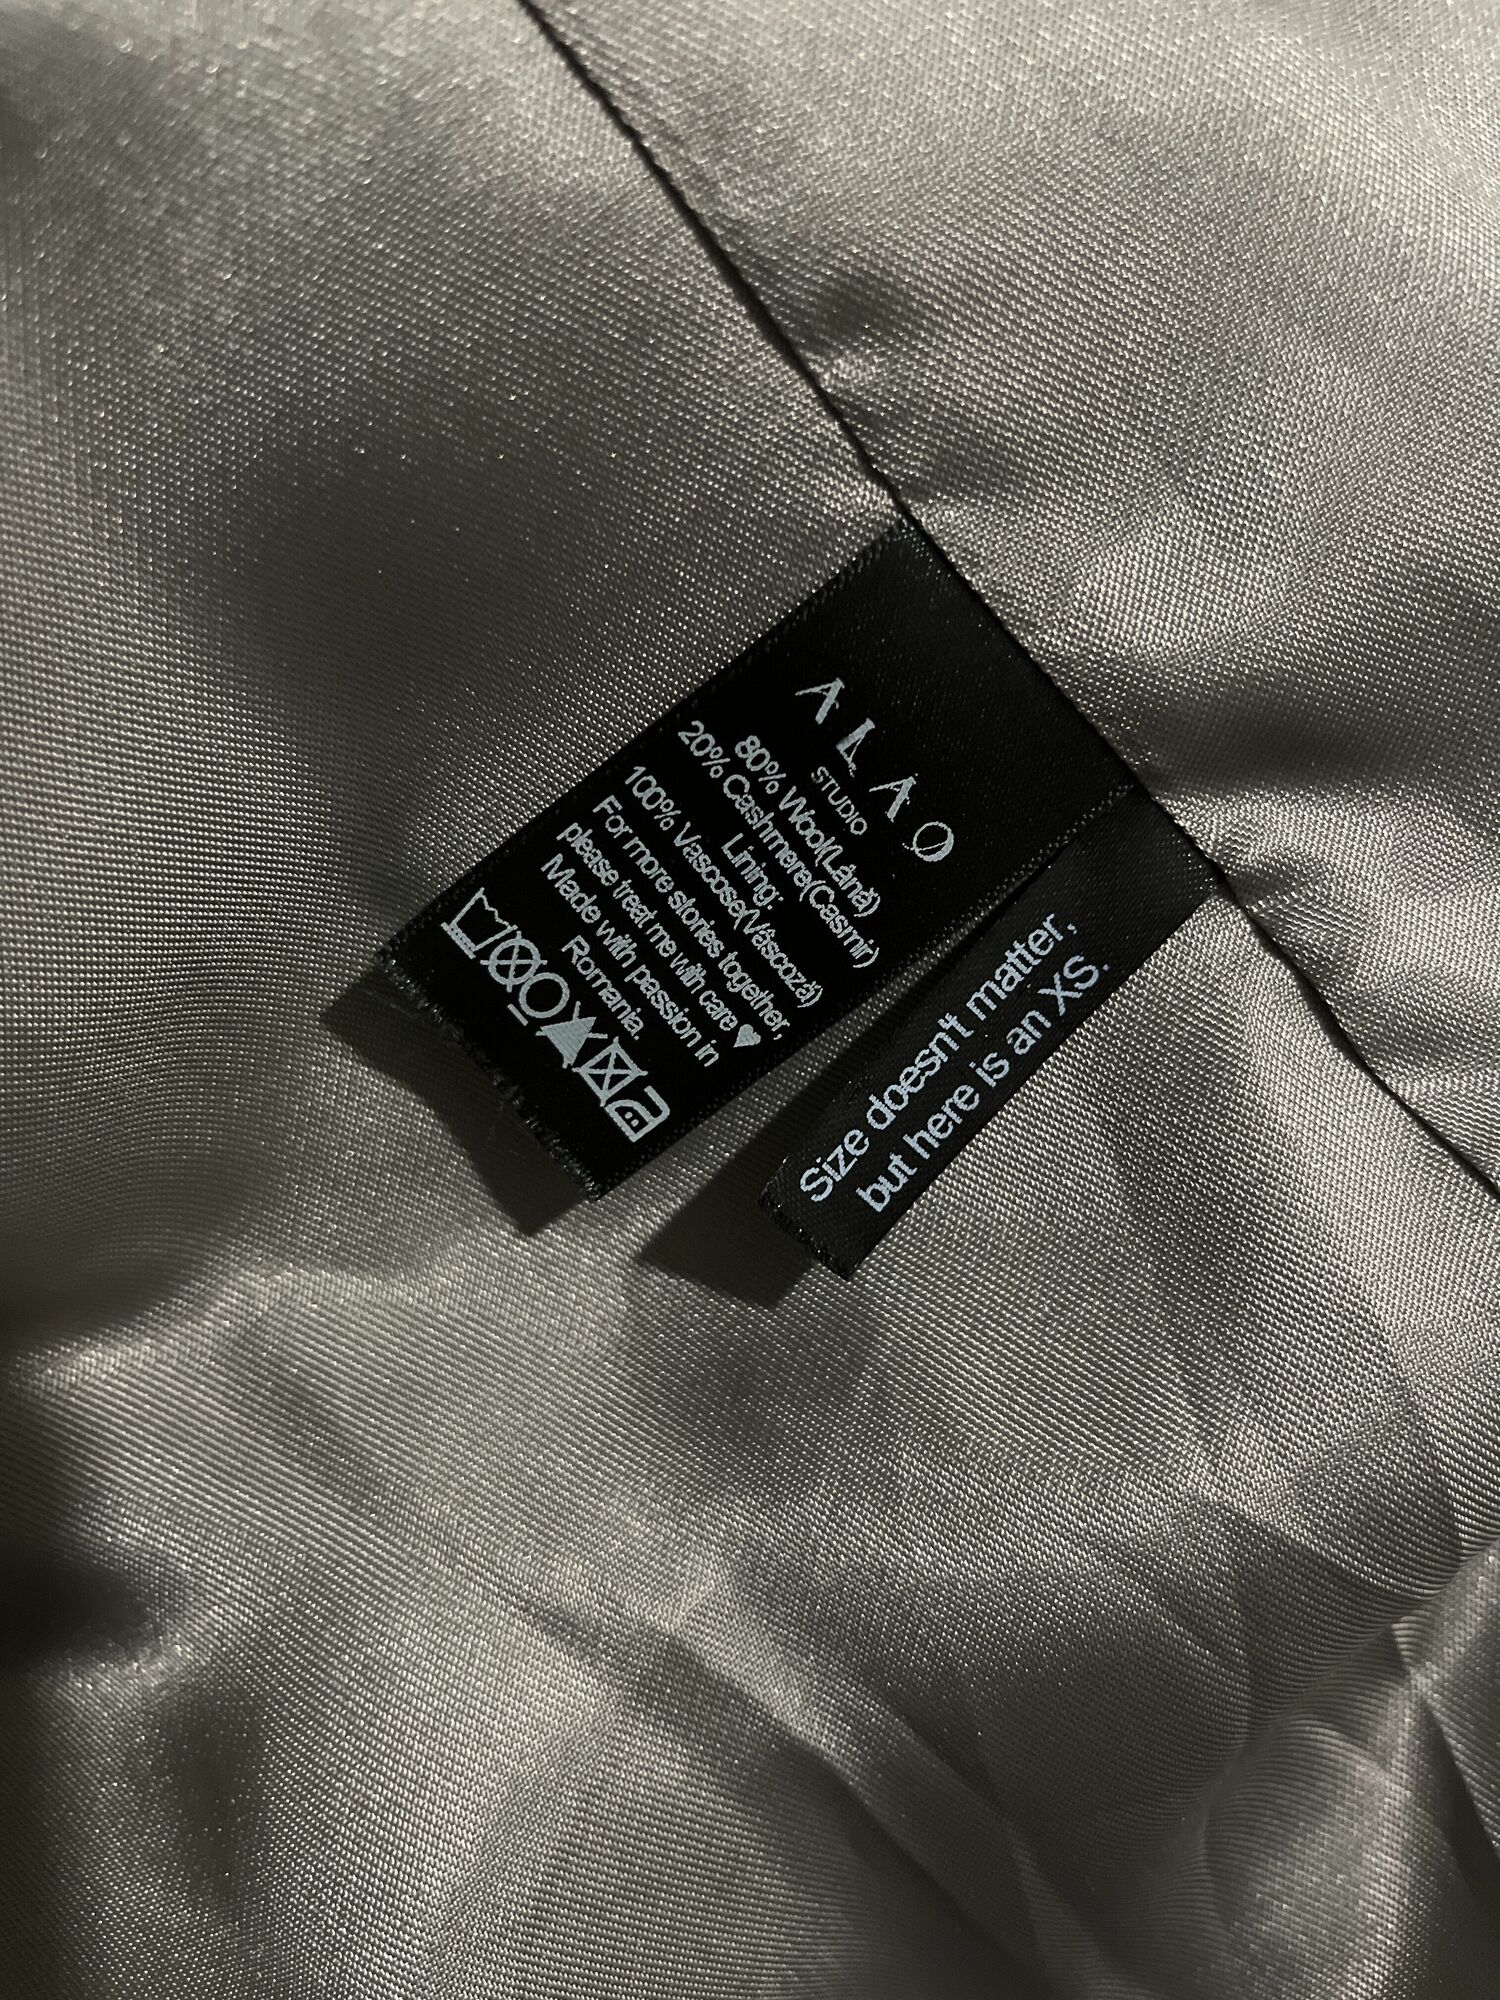 ALAO
STUDIO
80% Wool(Lână)
20% Cashmere(Casmir)
Lining:
100% Vascose(Vâscoză)
For more stories together,
please treat me with care ♥
Made with passion in
Romania.
Size doesn't matter,
but here is an XS.